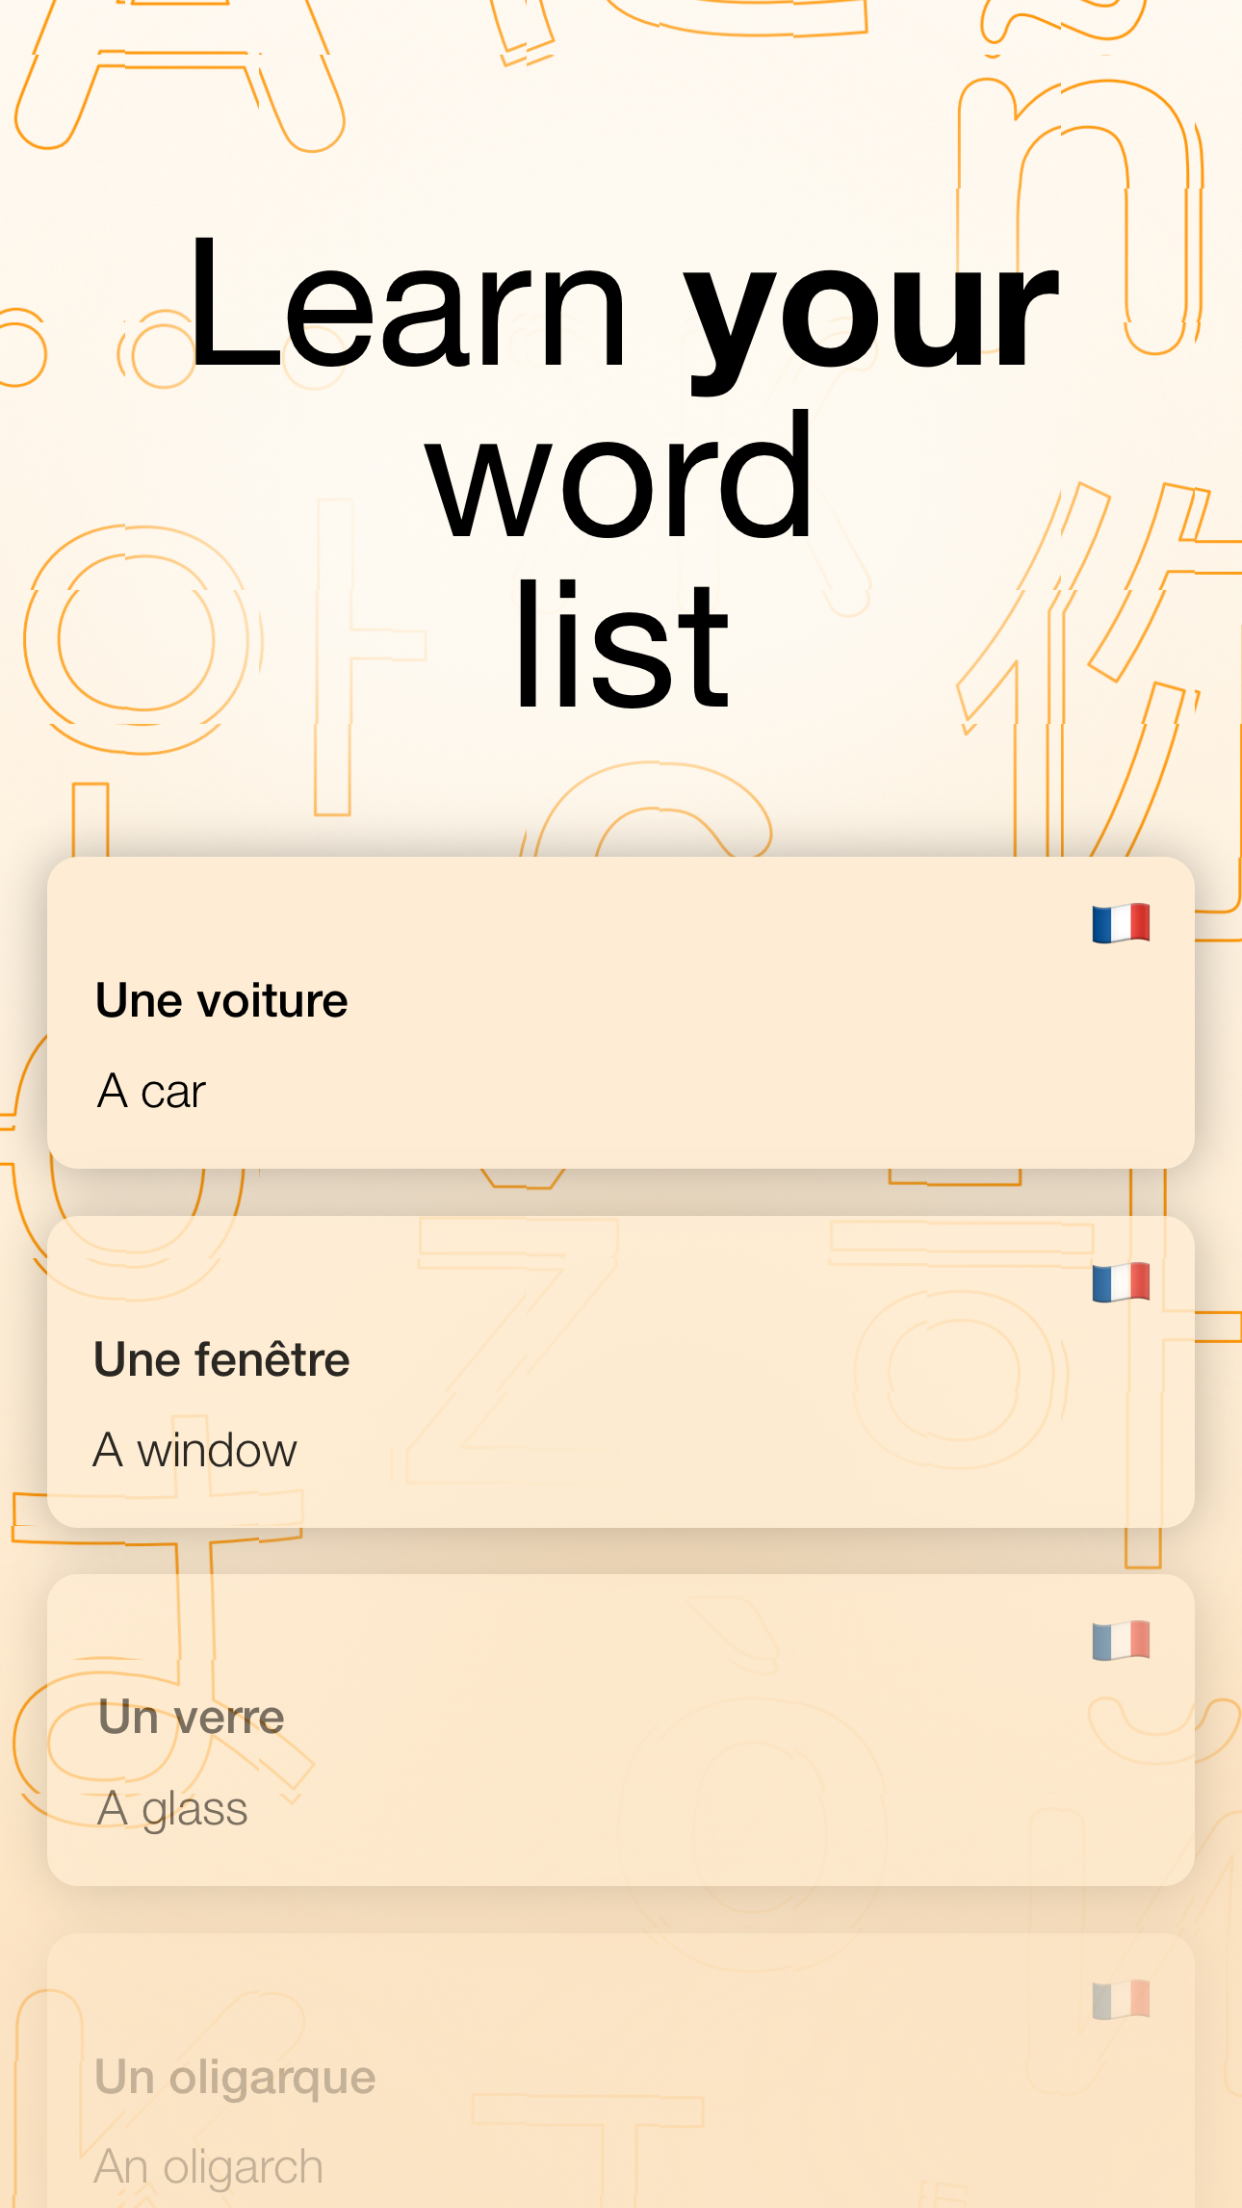 Learn your
word
list
Une voiture
A car
Une fenêtre
A window
Un verre
A glass
Un oligarque
An oligarch